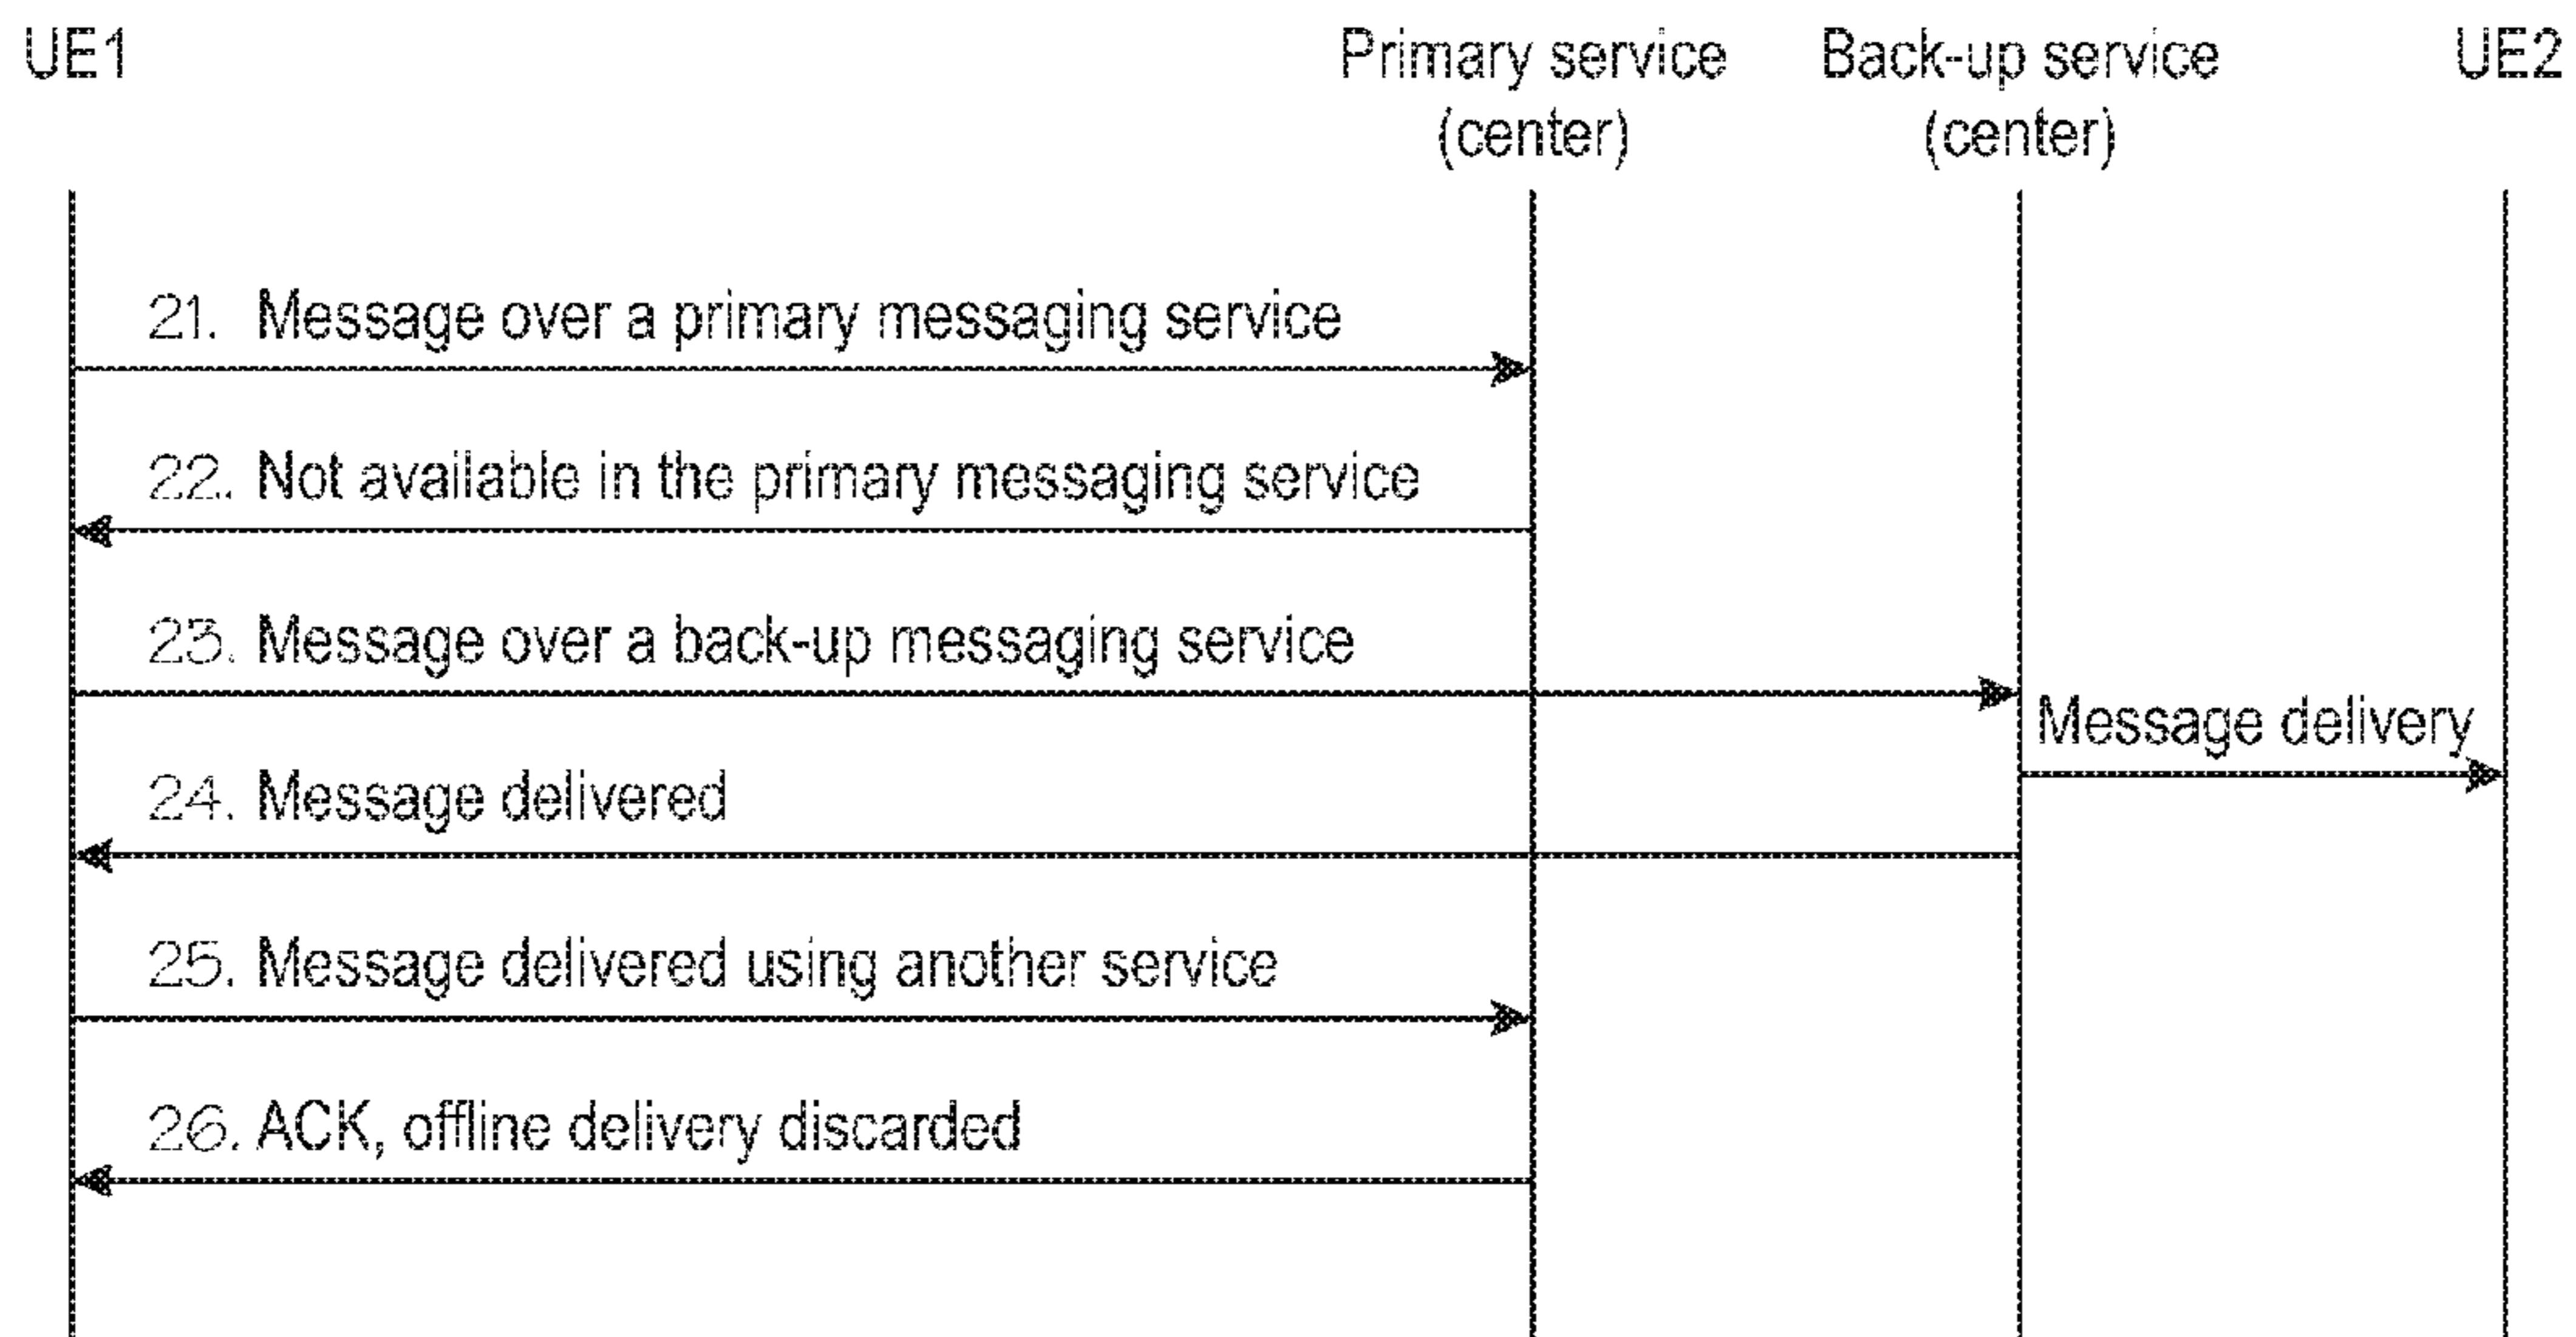 UE1
Primary service
(center)
Back-up service
(center)
UE2
21. Message over a primary messaging service
22. Not available in the primary messaging service
23. Message over a back-up messaging service
Message delivery
24. Message delivered
25. Message delivered using another service
26. ACK, offline delivery discarded